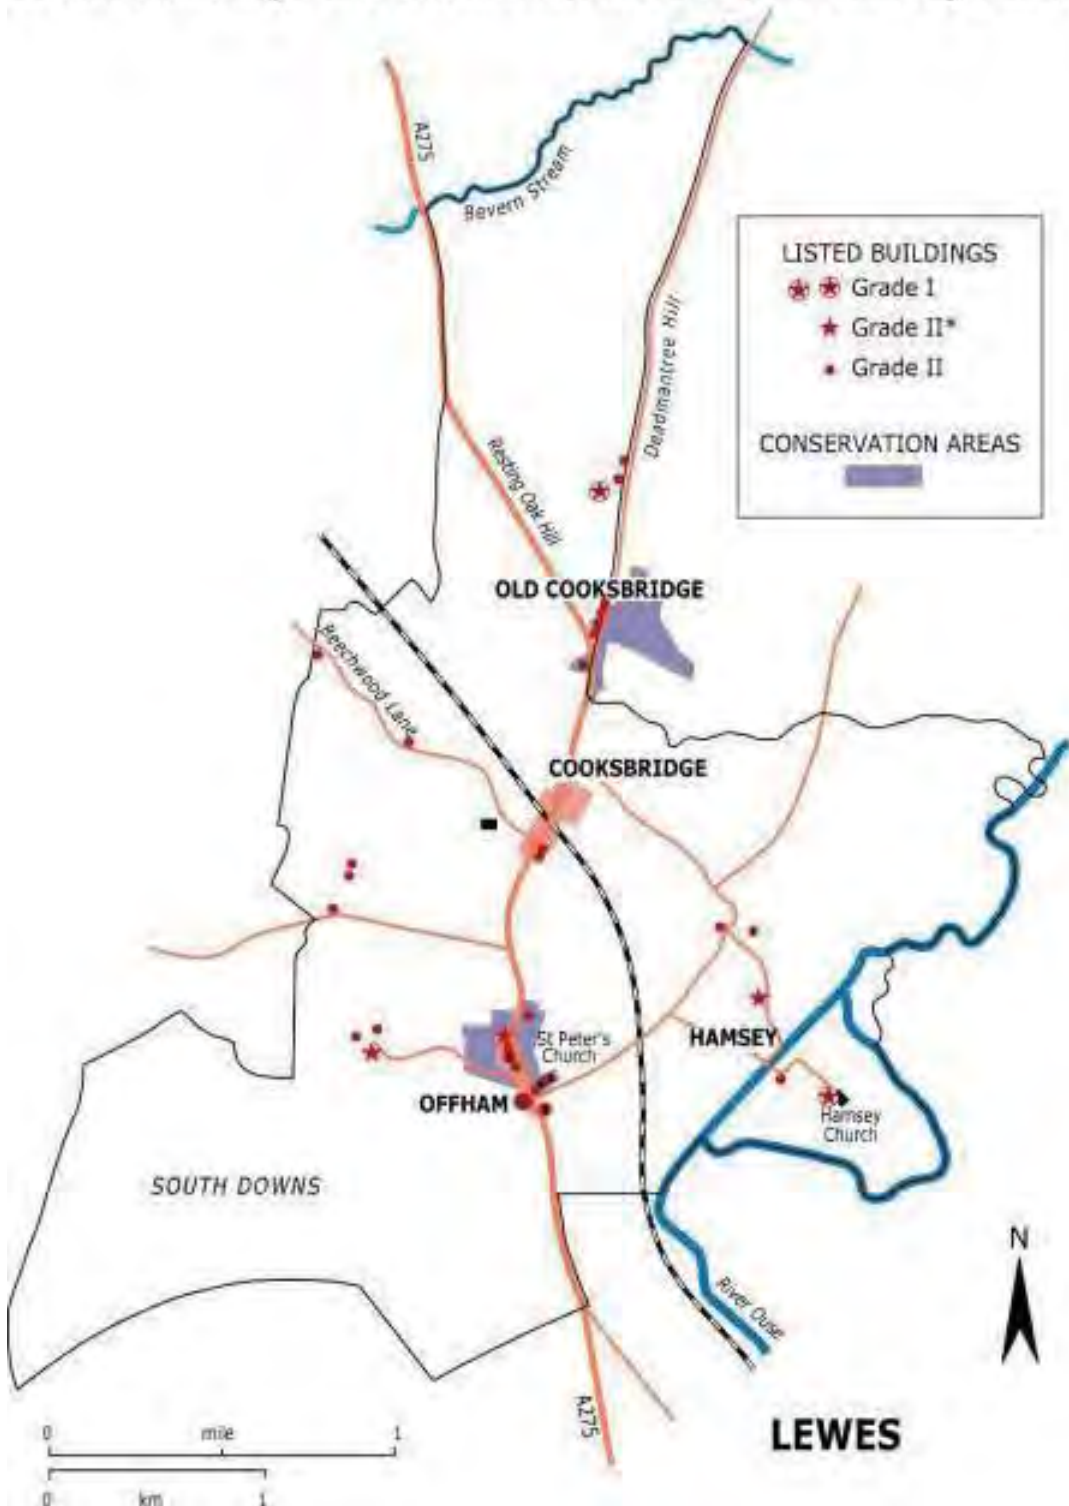 A275
Bevern Stream
LISTED BUILDINGS
Grade I
Grade II*
Grade II
CONSERVATION AREAS
Deadmantree Hill
Resting Oak Hill
OLD COOKSBRIDGE
Beechwood Lane
COOKSBRIDGE
St Peter's
Church
HAMSEY
OFFHAM
Hamsey
Church
SOUTH DOWNS
N
River Ouse
A275
LEWES
0 mile 1
0 km 1